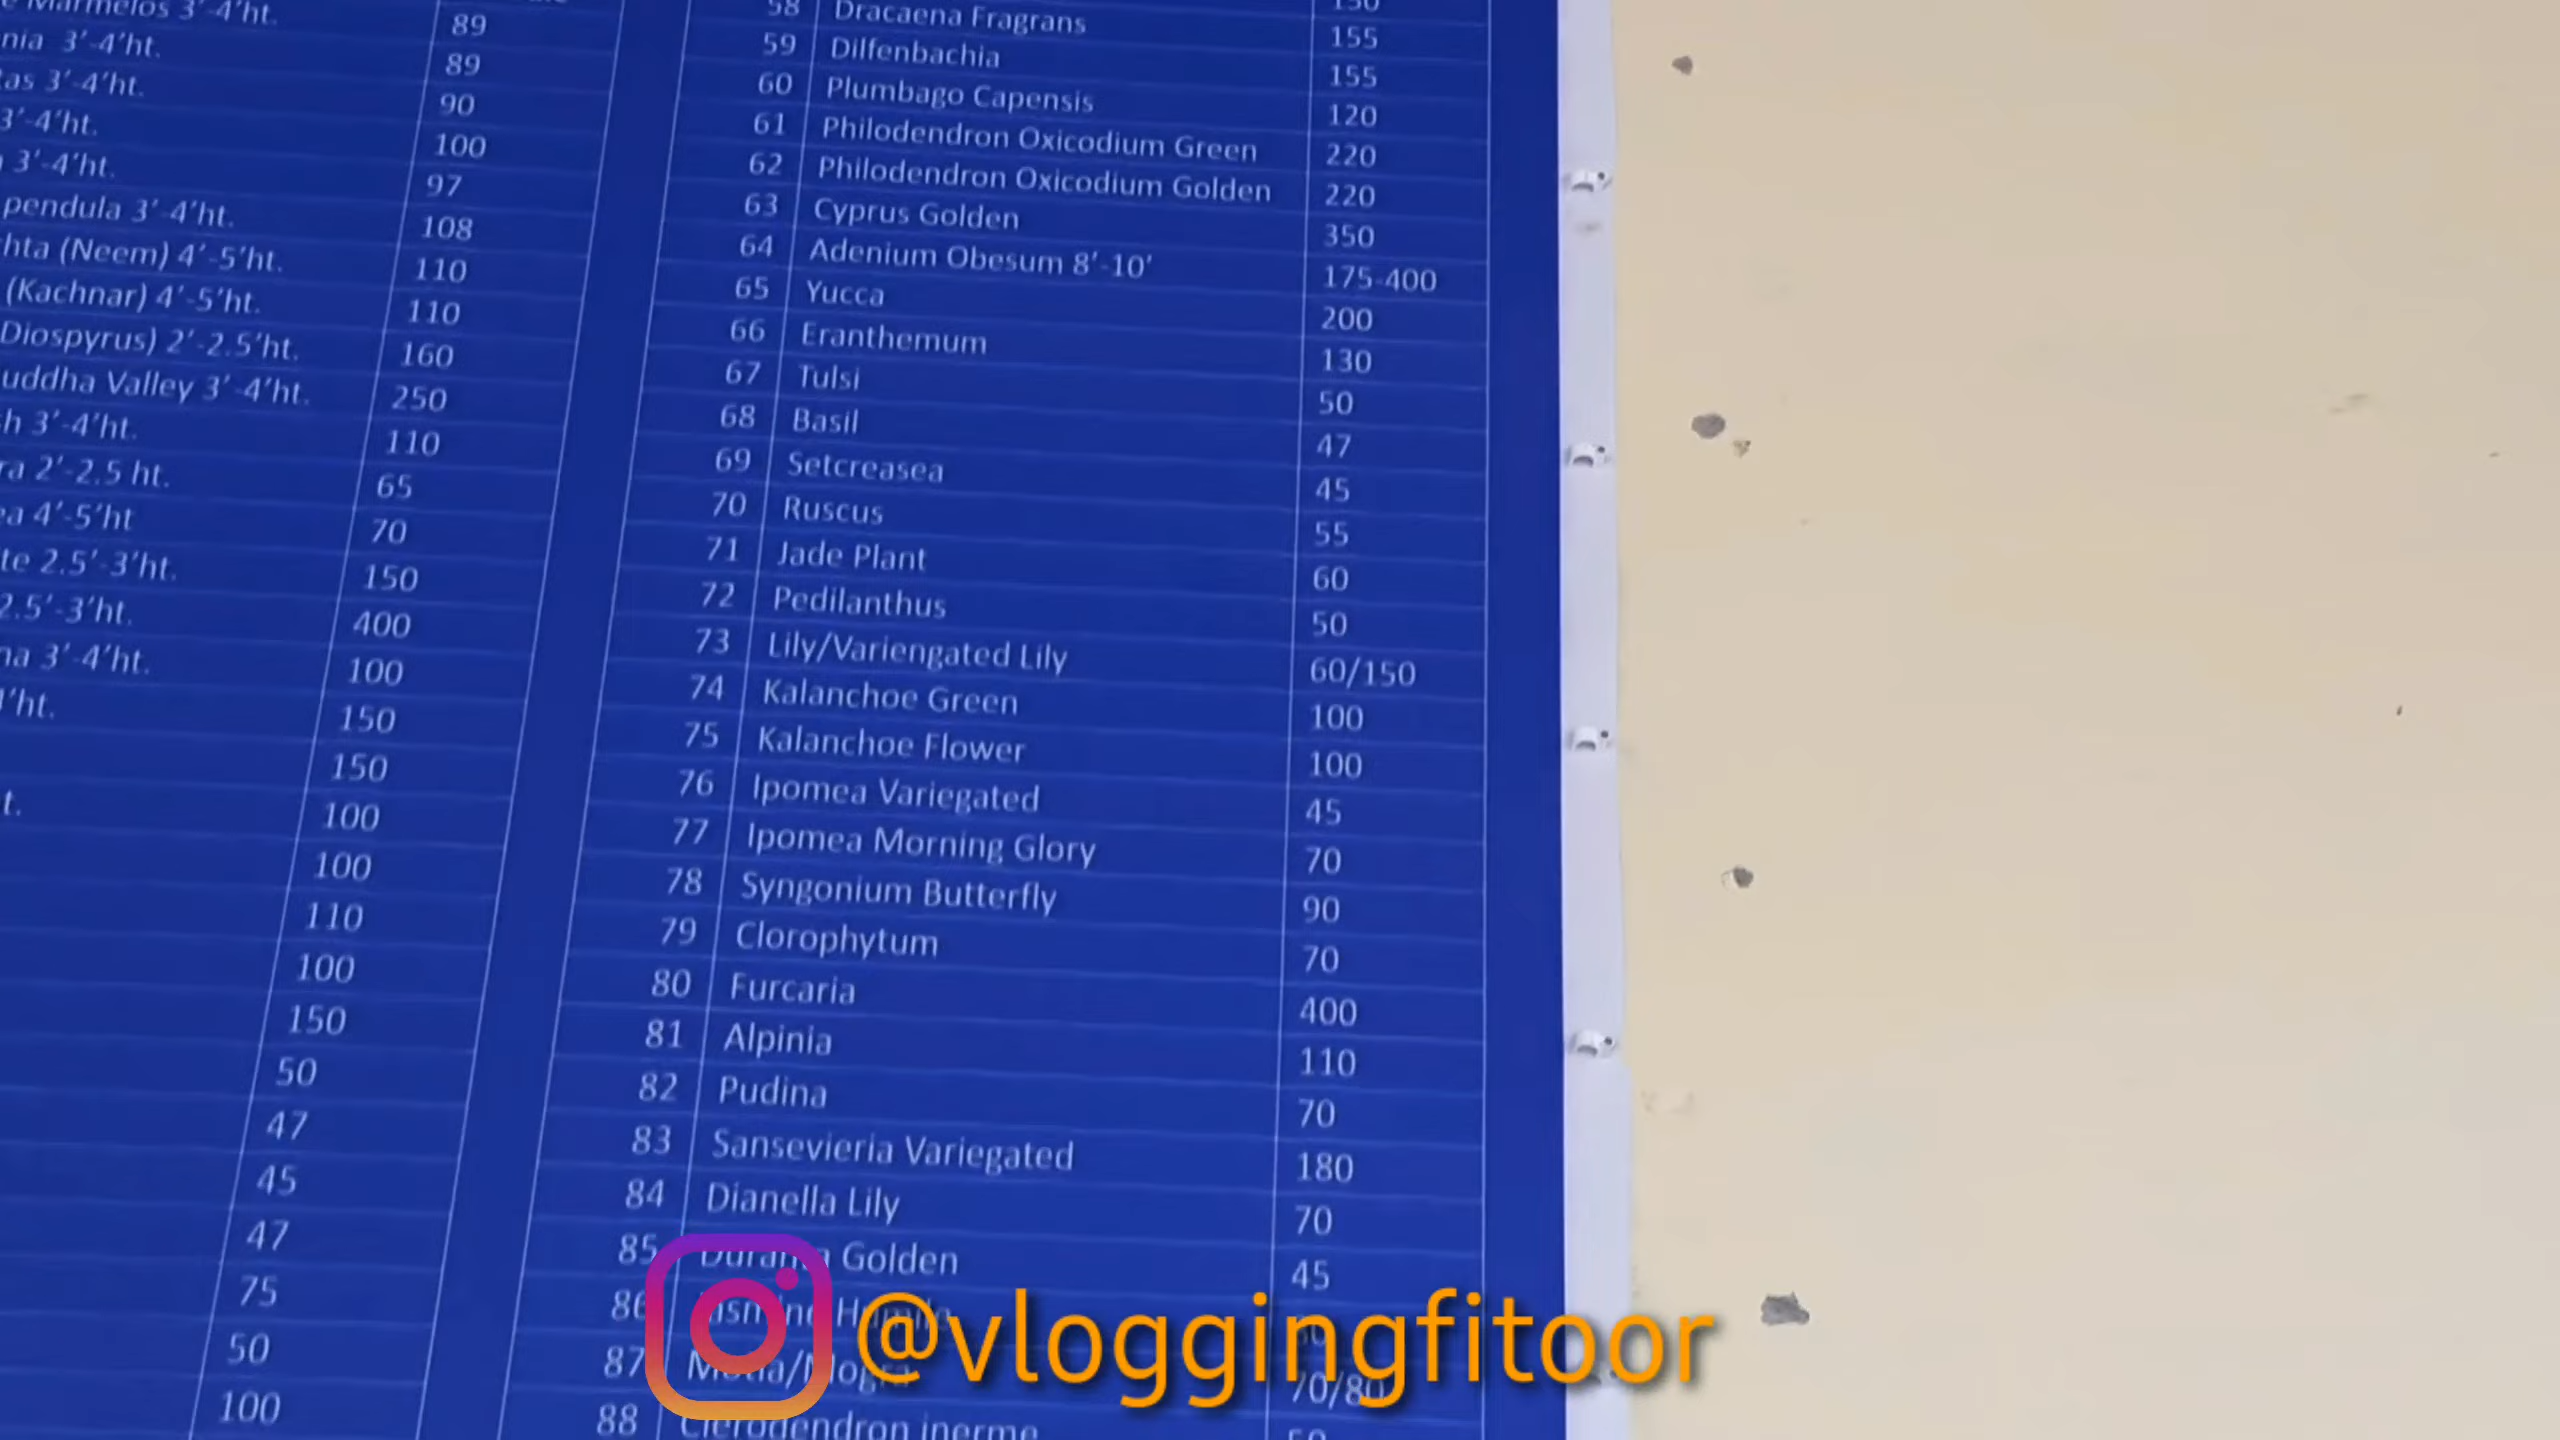 Marmelos 3'-4'ht. 89
nia 3'-4'ht. 89
as 3'-4'ht. 90
3'-4'ht. 100
3'-4'ht. 97
pendula 3'-4'ht. 108
hta (Neem) 4'-5'ht. 110
(Kachnar) 4'-5'ht. 110
Diospyrus) 2'-2.5'ht. 160
uddha Valley 3'-4'ht. 250
h 3'-4'ht. 110
ra 2'-2.5 ht. 65
ea 4'-5'ht 70
te 2.5'-3'ht. 150
2.5'-3'ht. 400
na 3'-4'ht. 100
'ht. 150
150
t. 100
100
110
100
150
50
47
45
47
75
50
100
58 Dracaena Fragrans 155
59 Dilfenbachia 155
60 Plumbago Capensis 120
61 Philodendron Oxicodium Green 220
62 Philodendron Oxicodium Golden 220
63 Cyprus Golden 350
64 Adenium Obesum 8'-10' 175-400
65 Yucca 200
66 Eranthemum 130
67 Tulsi 50
68 Basil 47
69 Setcreasea 45
70 Ruscus 55
71 Jade Plant 60
72 Pedilanthus 50
73 Lily/Variengated Lily 60/150
74 Kalanchoe Green 100
75 Kalanchoe Flower 100
76 Ipomea Variegated 45
77 Ipomea Morning Glory 70
78 Syngonium Butterfly 90
79 Clorophytum 70
80 Furcaria 400
81 Alpinia 110
82 Pudina 70
83 Sansevieria Variegated 180
84 Dianella Lily 70
85 Golden 45
86
87 70/80
88 Clerodendron inerme
@vloggingfitoor